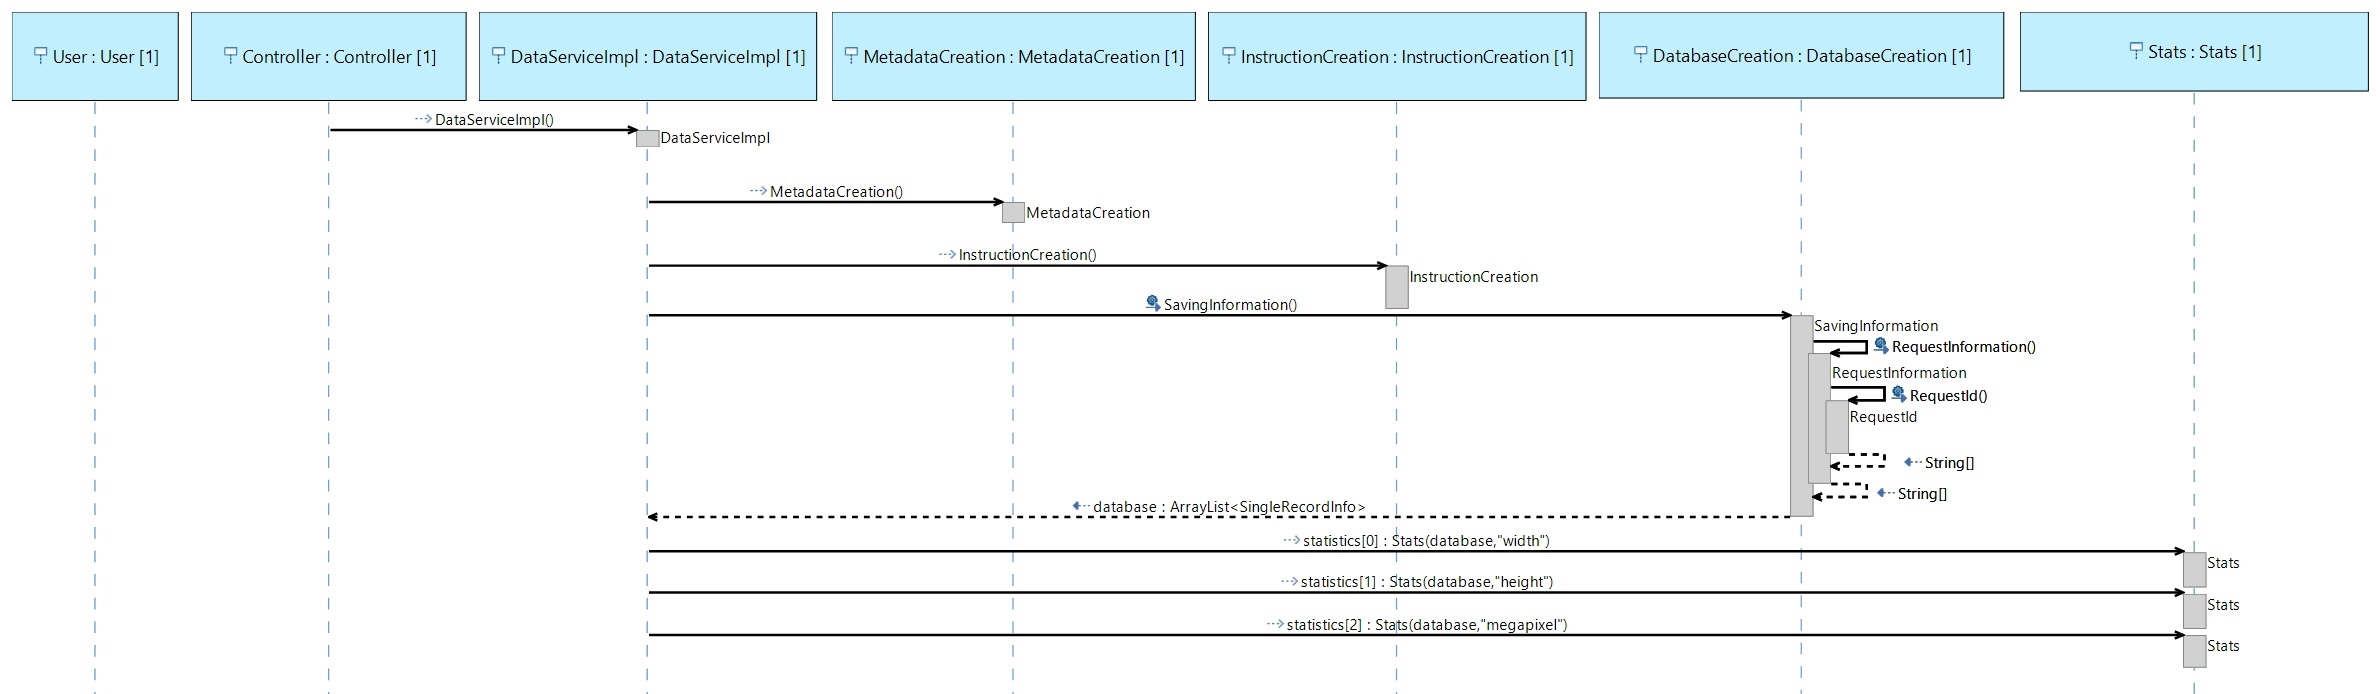 User : User [1]
Controller : Controller [1]
DataServiceImpl : DataServiceImpl [1]
MetadataCreation : MetadataCreation [1]
InstructionCreation : InstructionCreation [1]
DatabaseCreation : DatabaseCreation [1]
Stats : Stats [1]
DataServiceImpl()
DataServiceImpl
MetadataCreation()
MetadataCreation
InstructionCreation()
InstructionCreation
SavingInformation()
SavingInformation
RequestInformation()
RequestInformation
RequestId()
RequestId
String[]
String[]
database : ArrayList<SingleRecordInfo>
statistics[0] : Stats(database,"width")
Stats
statistics[1] : Stats(database,"height")
Stats
statistics[2] : Stats(database,"megapixel")
Stats